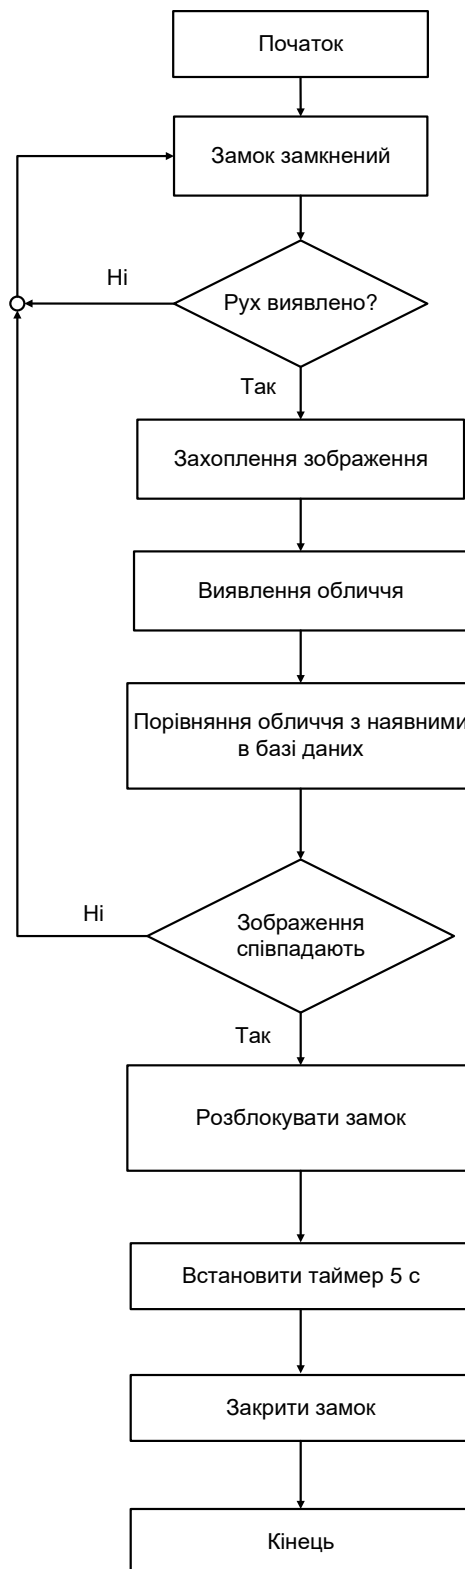 Початок
Замок замкнений
Ні
Рух виявлено?
Так
Захоплення зображення
Виявлення обличчя
Порівняння обличчя з наявними
в базі даних
Ні
Зображення
співпадають
Так
Розблокувати замок
Встановити таймер 5 с
Закрити замок
Кінець